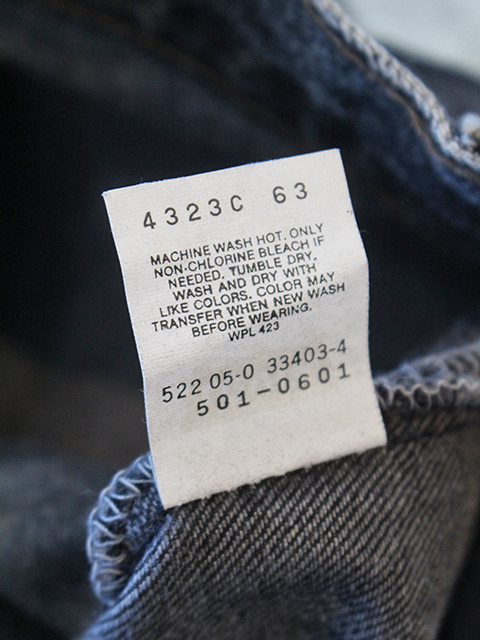 4323C 63
MACHINE WASH HOT, ONLY
NON-CHLORINE BLEACH IF
NEEDED. TUMBLE DRY.
WASH AND DRY WITH
LIKE COLORS. COLOR MAY
TRANSFER WHEN NEW WASH
BEFORE WEARING.
WPL 423
522 05-0 33403-4
501-0601